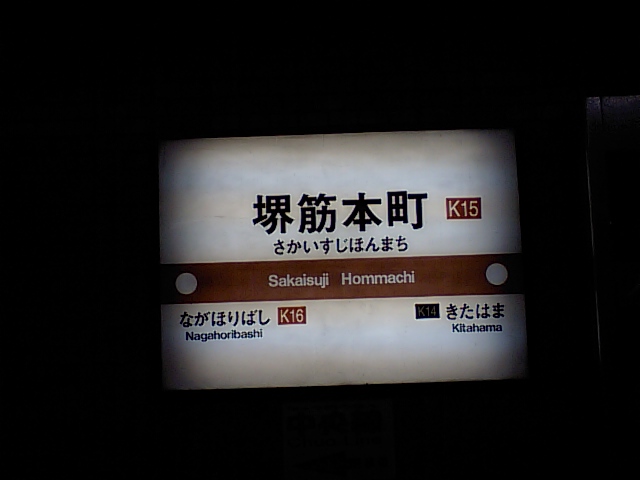 堺筋本町 K15
さかいすじほんまち
Sakaisuji Hommachi
ながほりばし K16
Nagahoribashi
K14 きたはま
Kitahama